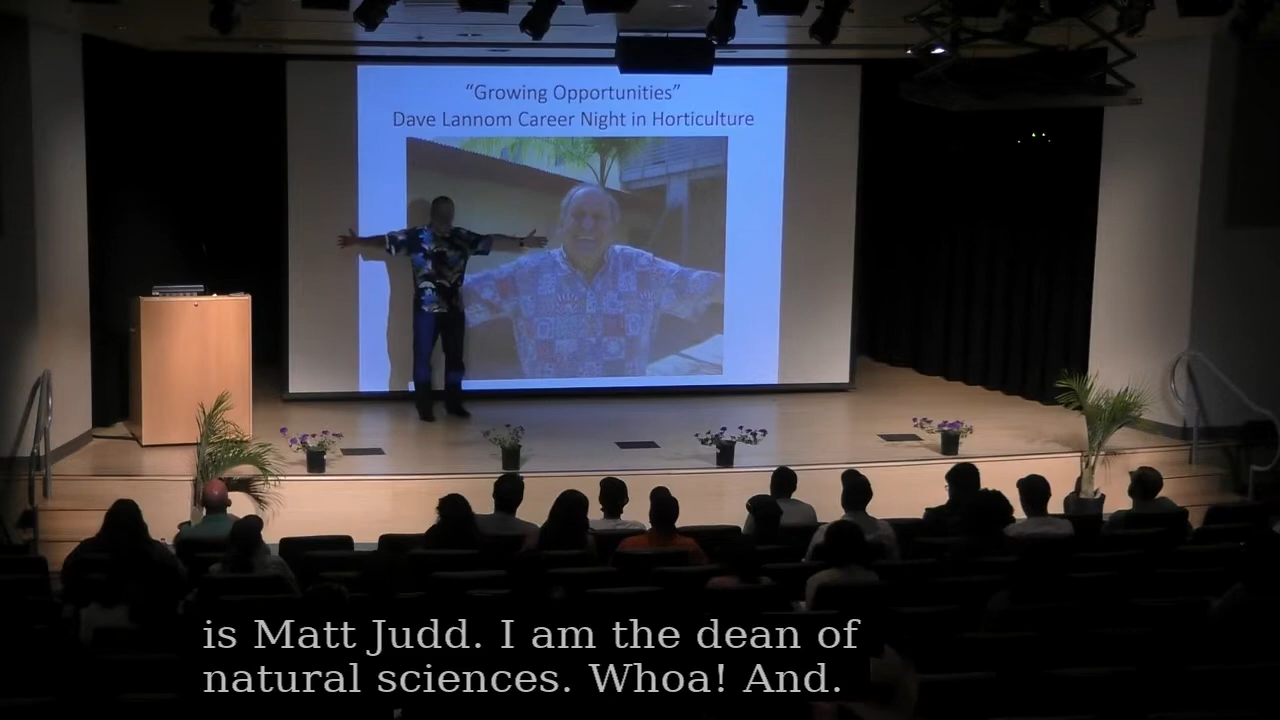 “Growing Opportunities”
Dave Lannom Career Night in Horticulture
is Matt Judd. I am the dean of
natural sciences. Whoa! And.